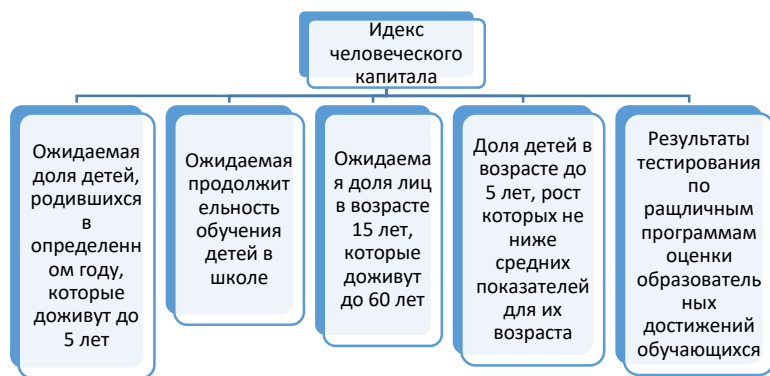 Идекс
человеческого
капитала
Ожидаемая
доля детей,
родившихся
в
определенн
ом году,
которые
доживут до
5 лет
Ожидаемая
продолжит
ельность
обучения
детей в
школе
Ожидаема
я доля лиц
в возрасте
15 лет,
которые
доживут
до 60 лет
Доля детей в
возрасте до
5 лет, рост
которых не
ниже
средних
показателей
для их
возраста
Результаты
тестирования
по
ращличным
программам
оценки
образователь
ных
достижений
обучающихся